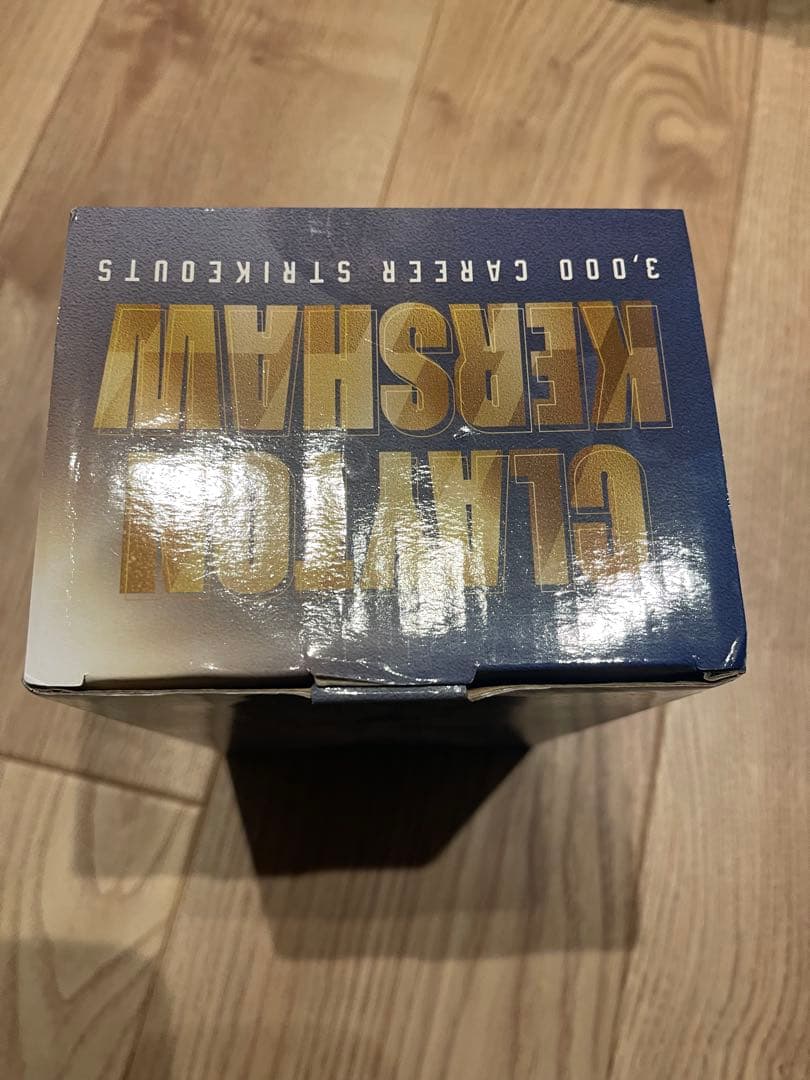 CLAYTON
KERSHAW
3,000 CAREER STRIKEOUTS